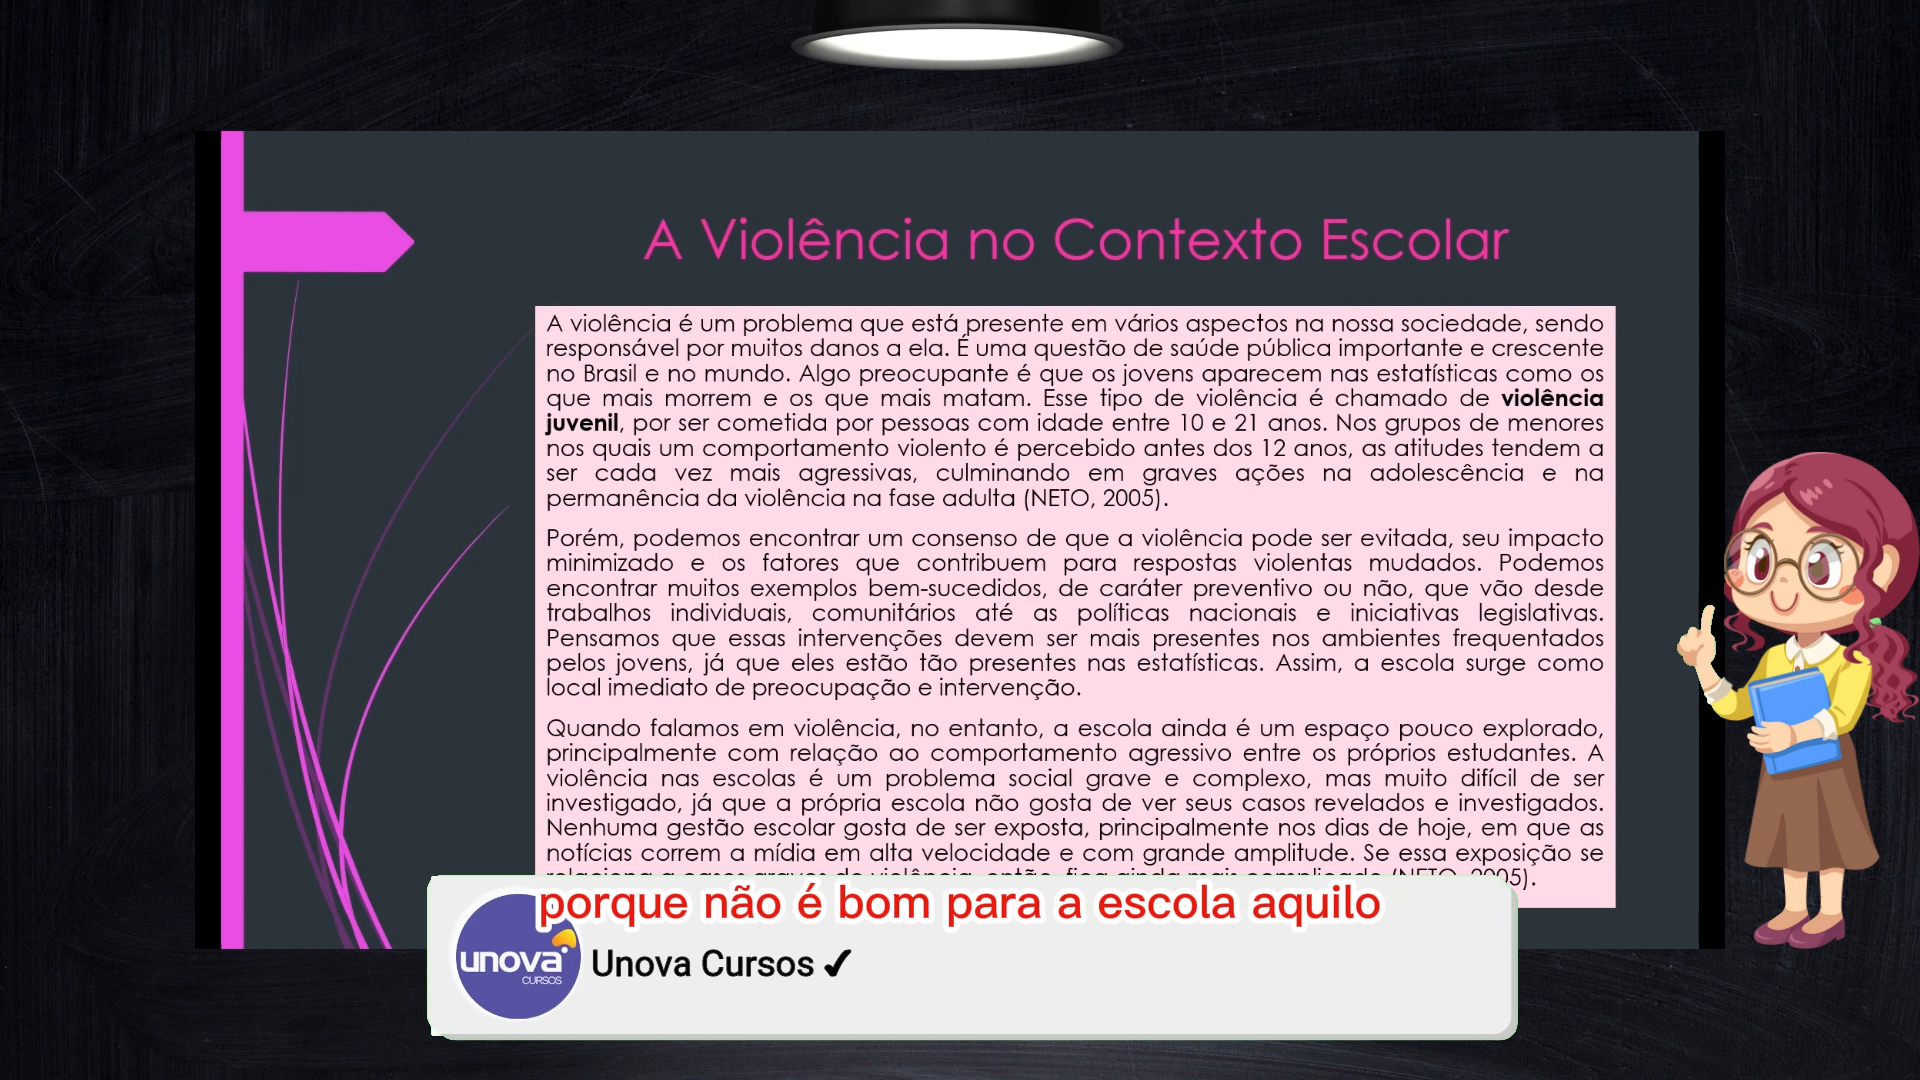 A Violência no Contexto Escolar
A violência é um problema que está presente em vários aspectos na nossa sociedade, sendo
responsável por muitos danos a ela. É uma questão de saúde pública importante e crescente
no Brasil e no mundo. Algo preocupante é que os jovens aparecem nas estatísticas como os
que mais morrem e os que mais matam. Esse tipo de violência é chamado de violência
juvenil, por ser cometida por pessoas com idade entre 10 e 21 anos. Nos grupos de menores
nos quais um comportamento violento é percebido antes dos 12 anos, as atitudes tendem a
ser cada vez mais agressivas, culminando em graves ações na adolescência e na
permanência da violência na fase adulta (NETO, 2005).
Porém, podemos encontrar um consenso de que a violência pode ser evitada, seu impacto
minimizado e os fatores que contribuem para respostas violentas mudados. Podemos
encontrar muitos exemplos bem-sucedidos, de caráter preventivo ou não, que vão desde
trabalhos individuais, comunitários até as políticas nacionais e iniciativas legislativas.
Pensamos que essas intervenções devem ser mais presentes nos ambientes frequentados
pelos jovens, já que eles estão tão presentes nas estatísticas. Assim, a escola surge como
local imediato de preocupação e intervenção.
Quando falamos em violência, no entanto, a escola ainda é um espaço pouco explorado,
principalmente com relação ao comportamento agressivo entre os próprios estudantes. A
violência nas escolas é um problema social grave e complexo, mas muito difícil de ser
investigado, já que a própria escola não gosta de ver seus casos revelados e investigados.
Nenhuma gestão escolar gosta de ser exposta, principalmente nos dias de hoje, em que as
notícias correm a mídia em alta velocidade e com grande amplitude. Se essa exposição se
relaciona a casos graves de violência, então, fica ainda mais complicado (NETO, 2005).
porque não é bom para a escola aquilo
unova
CURSOS
Unova Cursos ✔